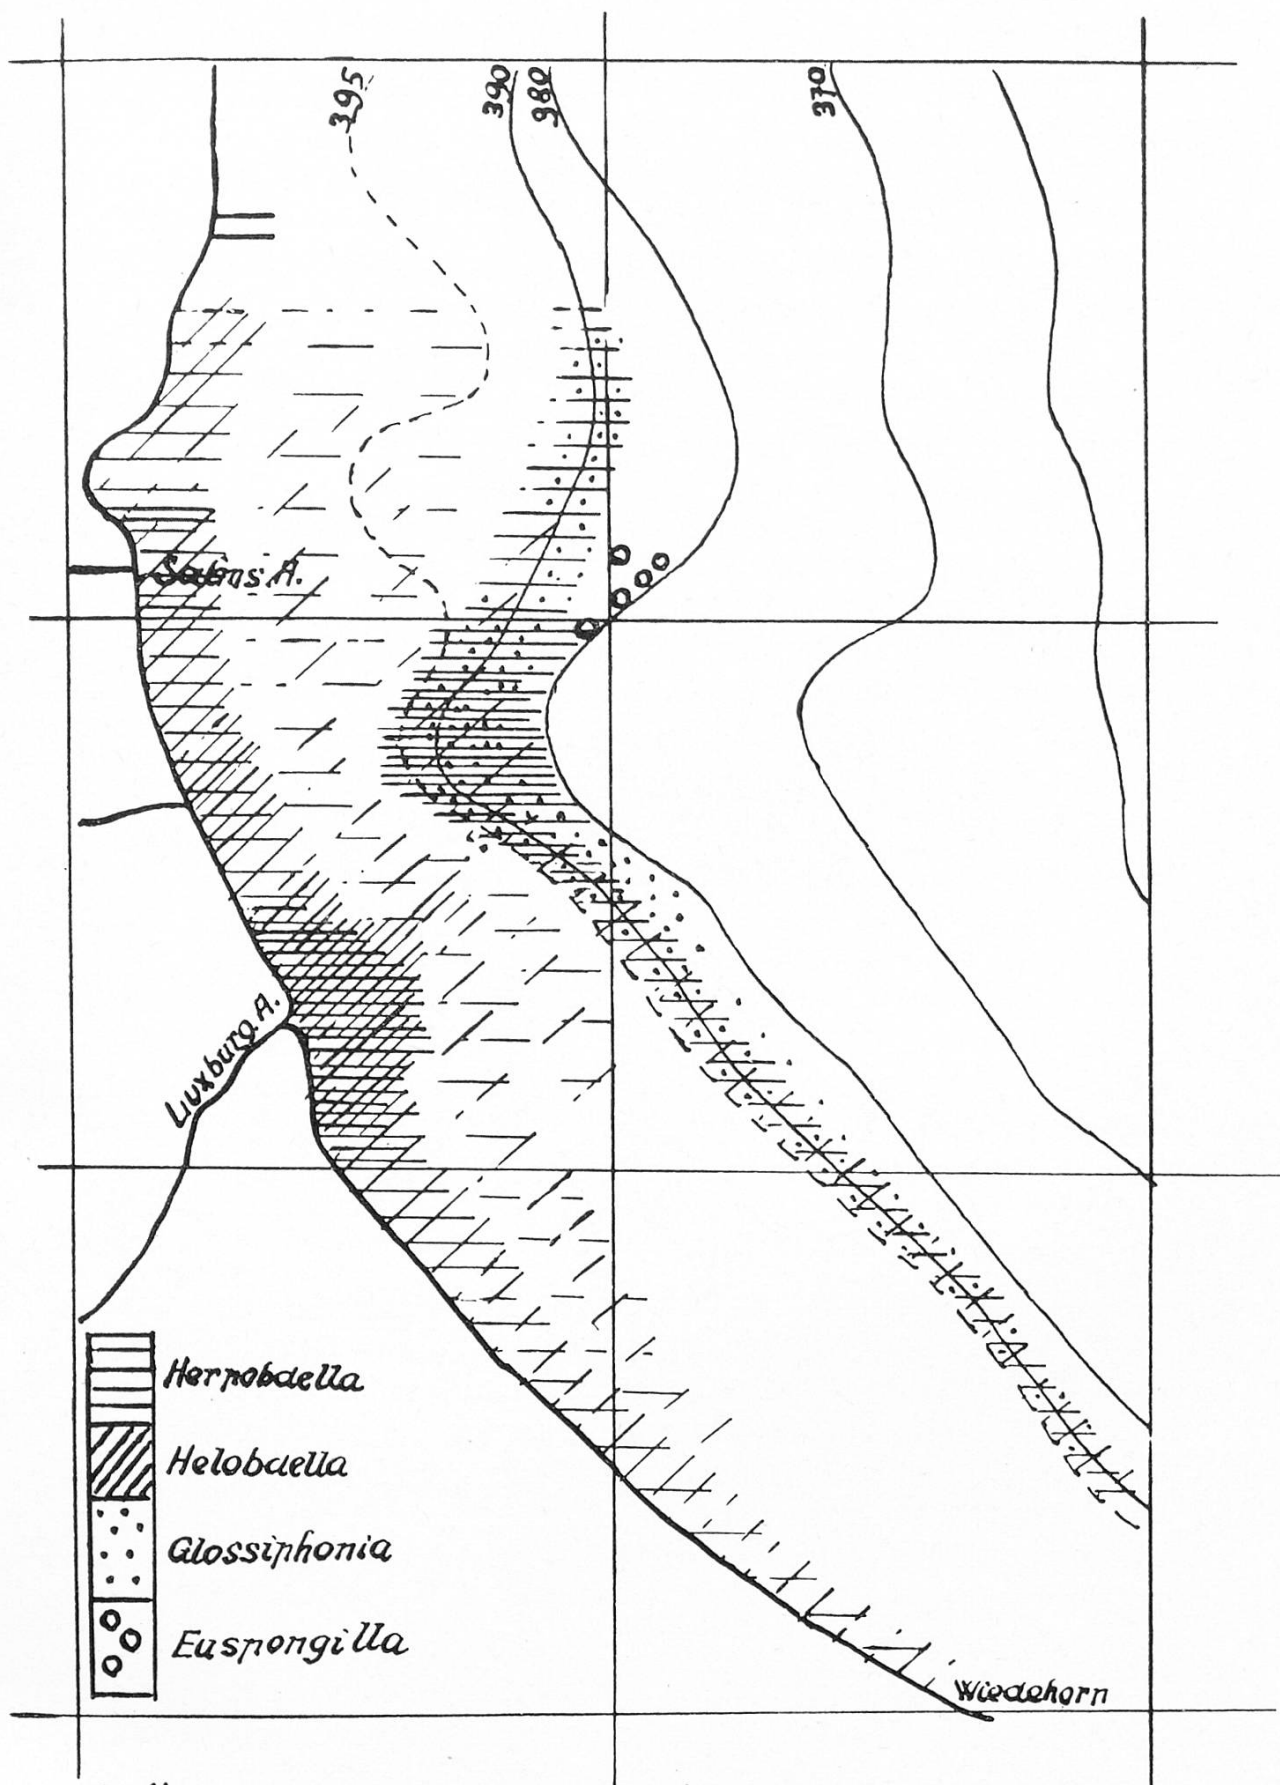 395
390
380
370
Salms. A.
Luxburg. A.
Herpobdella
Helobdella
Glossiphonia
Euspongilla
Wiedehorn